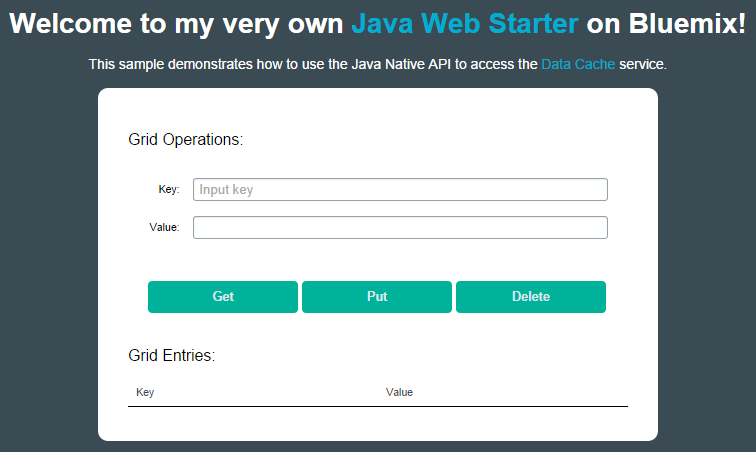 Welcome to my very own Java Web Starter on Bluemix!
This sample demonstrates how to use the Java Native API to access the Data Cache service.
Grid Operations:
Key: Input key
Value:
Get Put Delete
Grid Entries:
Key Value